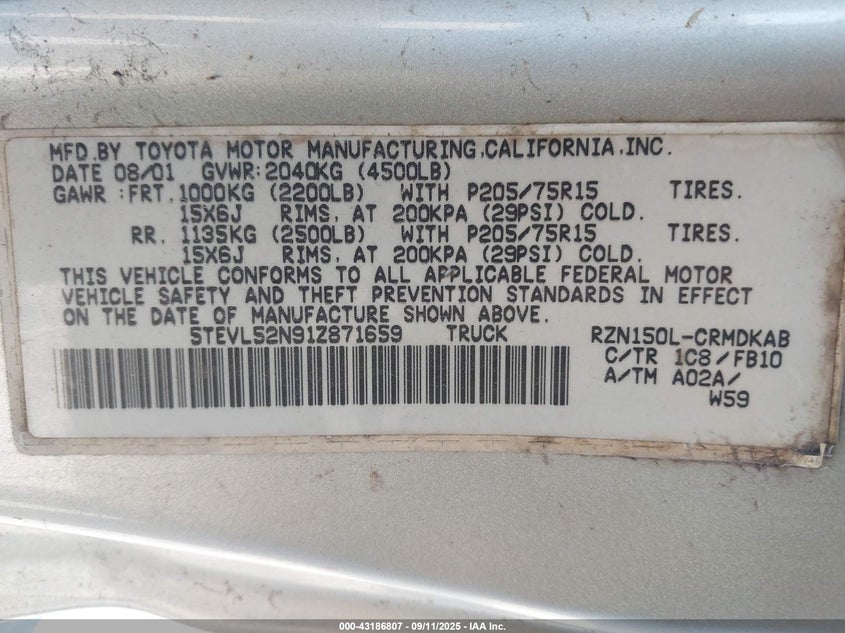 MFD.BY TOYOTA MOTOR MANUFACTURING,CALIFORNIA.INC.
DATE 08/01 GVWR:2040KG (4500LB)
GAWR :FRT.1000KG (2200LB) WITH P205/75R15 TIRES.
15X6J RIMS, AT 200KPA (29PSI) COLD.
RR. 1135KG (2500LB) WITH P205/75R15 TIRES.
15X6J RIMS, AT 200KPA (29PSI) COLD.
THIS VEHICLE CONFORMS TO ALL APPLICABLE FEDERAL MOTOR
VEHICLE SAFETY AND THEFT PREVENTION STANDARDS IN EFFECT
ON THE DATE OF MANUFACTURE SHOWN ABOVE.
5TEVL52N91Z871659 TRUCK RZN150L-CRMDKAB
C/TR 1C8/FB10
A/TM A02A/
W59
000-43186807 - 09/11/2025 - IAA Inc.